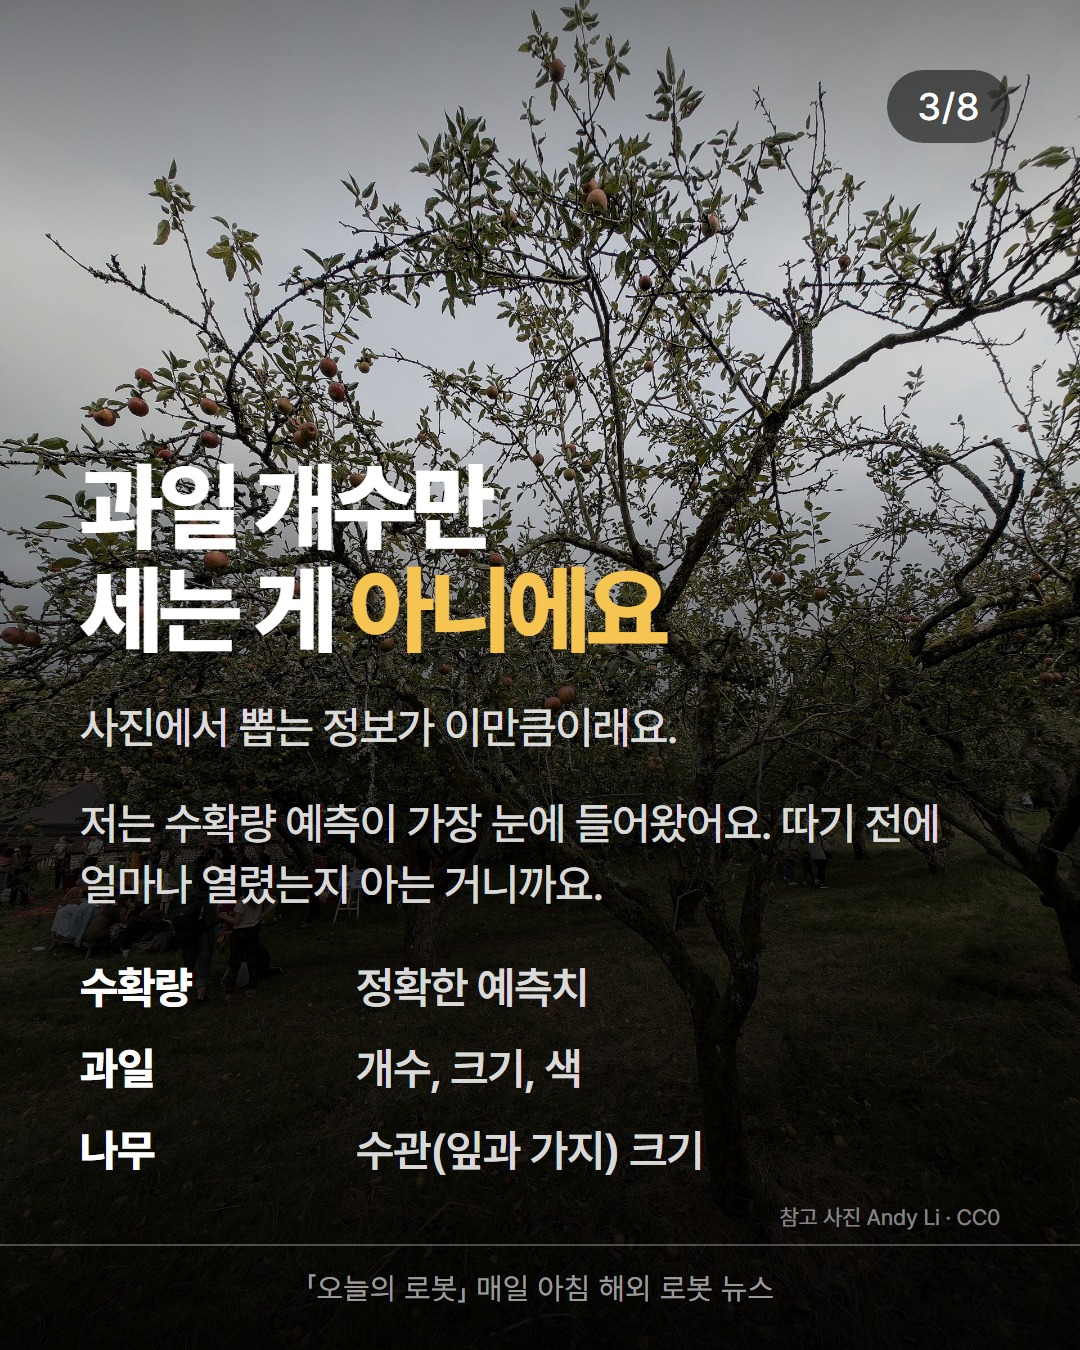 3/8
과일 개수만
세는 게 아니에요
사진에서 뽑는 정보가 이만큼이래요.
저는 수확량 예측이 가장 눈에 들어왔어요. 따기 전에
얼마나 열렸는지 아는 거니까요.
수확량 정확한 예측치
과일 개수, 크기, 색
나무 수관(잎과 가지) 크기
참고 사진 Andy Li · CC0
「오늘의 로봇」 매일 아침 해외 로봇 뉴스